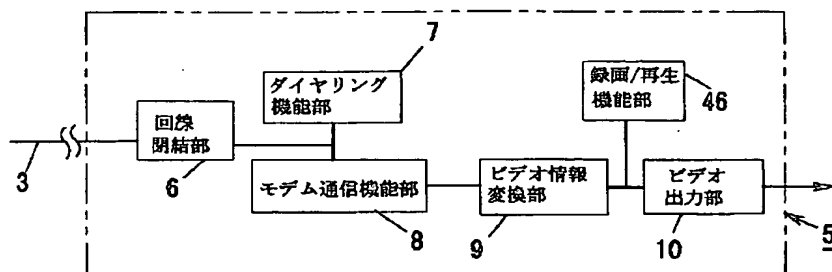 7
ダイヤリング
機能部
録画/再生
機能部
46
回線
閉結部
3
6
モデム通信機能部
8
ビデオ情報
変換部
9
ビデオ
出力部
10
5